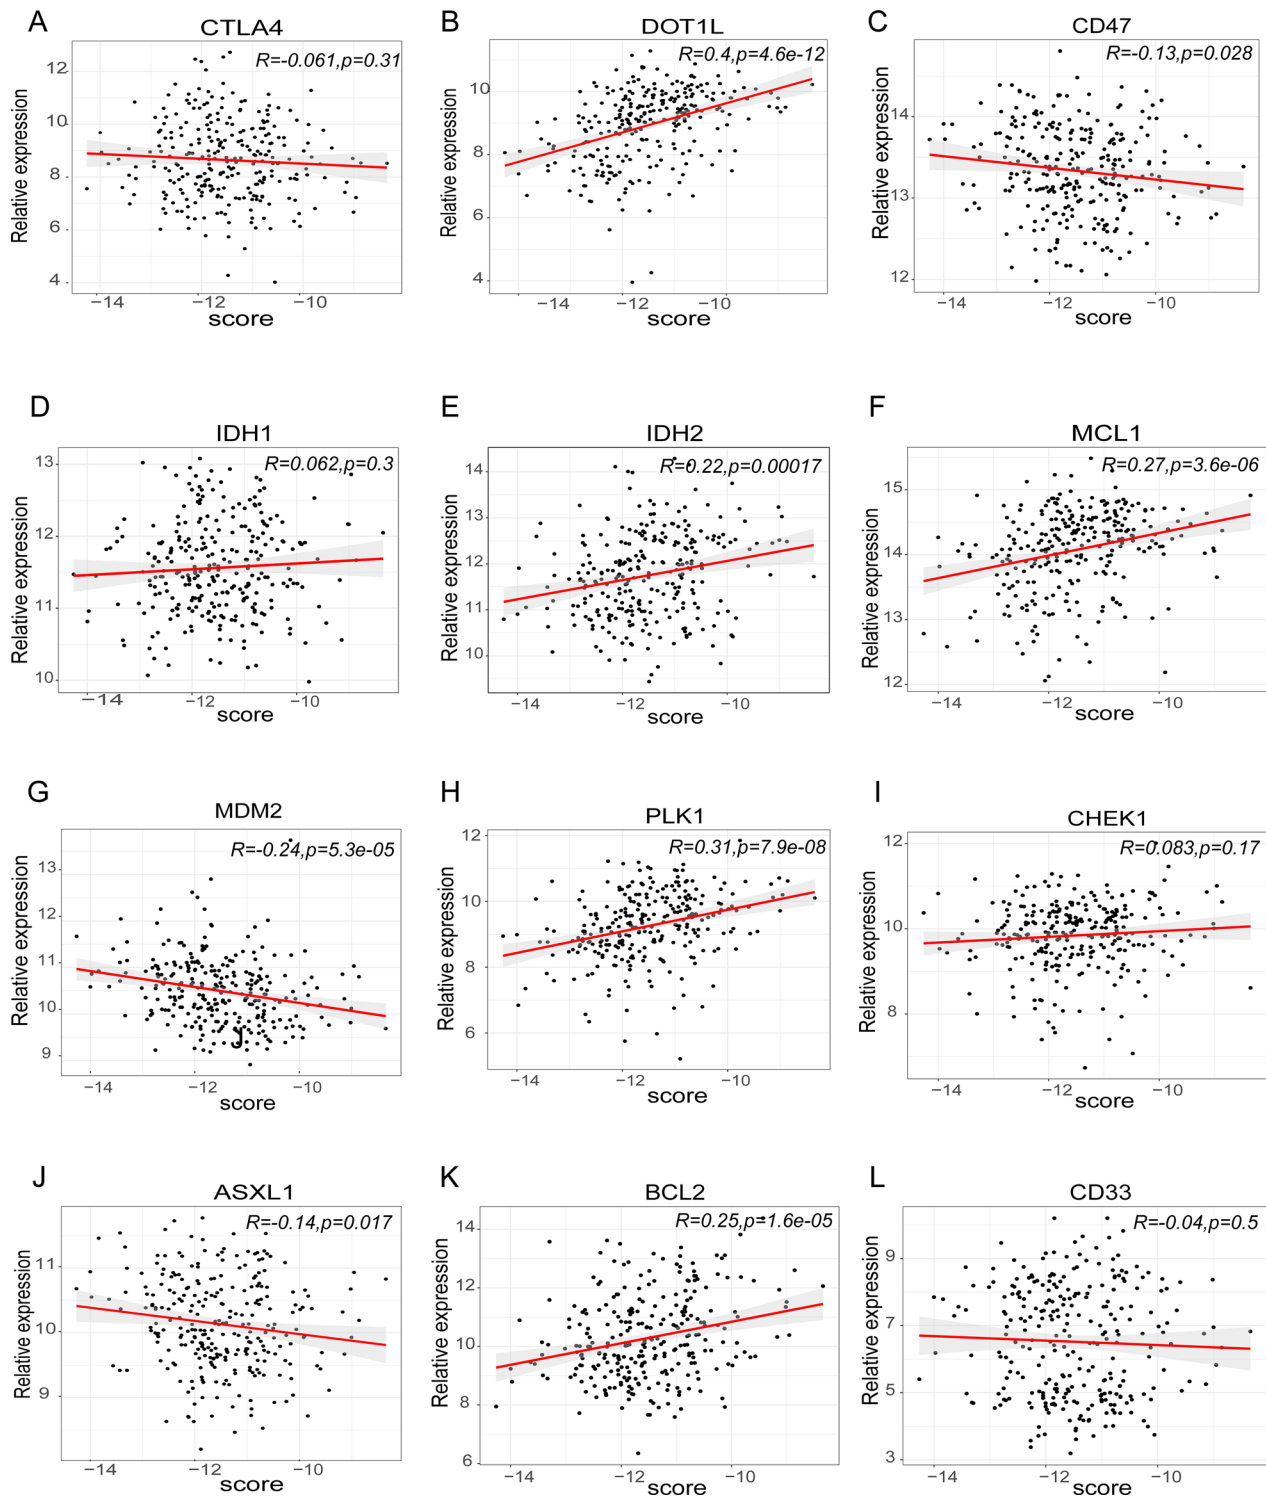 A
CTLA4
R=-0.061,p=0.31
Relative expression
12
10
8
6
4
−14
−12
−10
score
B
DOT1L
R=0.4,p=4.6e-12
Relative expression
10
8
6
4
−14
−12
−10
score
C
CD47
R=-0.13,p=0.028
Relative expression
14
13
12
−14
−12
−10
score
D
IDH1
R=0.062,p=0.3
Relative expression
13
12
11
10
−14
−12
−10
score
E
IDH2
R=0.22,p=0.00017
Relative expression
14
13
12
11
10
−14
−12
−10
score
F
MCL1
R=0.27,p=3.6e-06
Relative expression
15
14
13
12
−14
−12
−10
score
G
MDM2
R=-0.24,p=5.3e-05
Relative expression
13
12
11
10
9
J
−14
−12
−10
score
H
PLK1
R=0.31,p=7.9e-08
Relative expression
12
10
8
6
−14
−12
−10
score
I
CHEK1
R=0.083,p=0.17
Relative expression
12
10
8
−14
−12
−10
score
J
ASXL1
R=-0.14,p=0.017
Relative expression
11
10
9
−14
−12
−10
score
K
BCL2
R=0.25,p=1.6e-05
Relative expression
14
12
10
8
6
−14
−12
−10
score
L
CD33
R=-0.04,p=0.5
Relative expression
9
7
5
3
−14
−12
−10
score